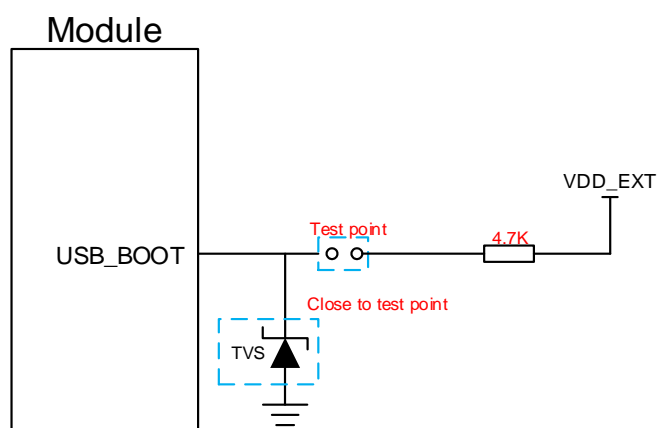 Module
VDD_EXT
Test point
4.7K
USB_BOOT
Close to test point
TVS